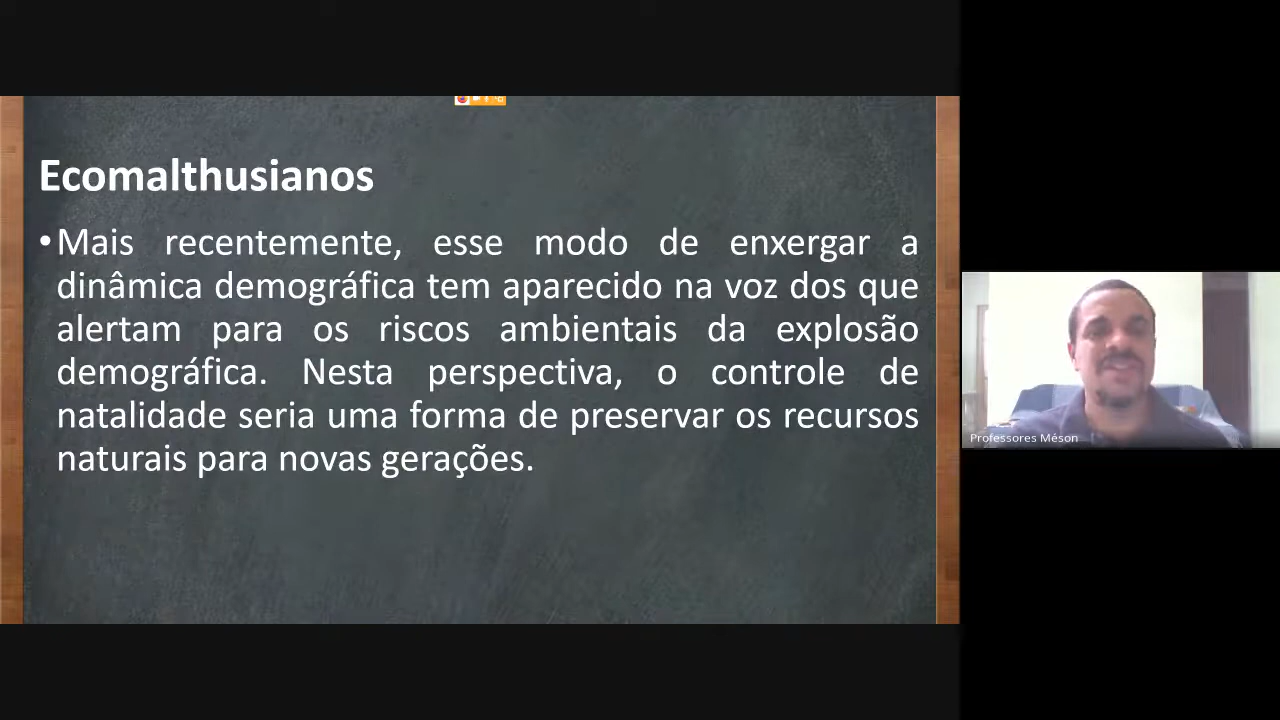 Ecomalthusianos
•Mais recentemente, esse modo de enxergar a
dinâmica demográfica tem aparecido na voz dos que
alertam para os riscos ambientais da explosão
demográfica. Nesta perspectiva, o controle de
natalidade seria uma forma de preservar os recursos
naturais para novas gerações.
Professores Méson